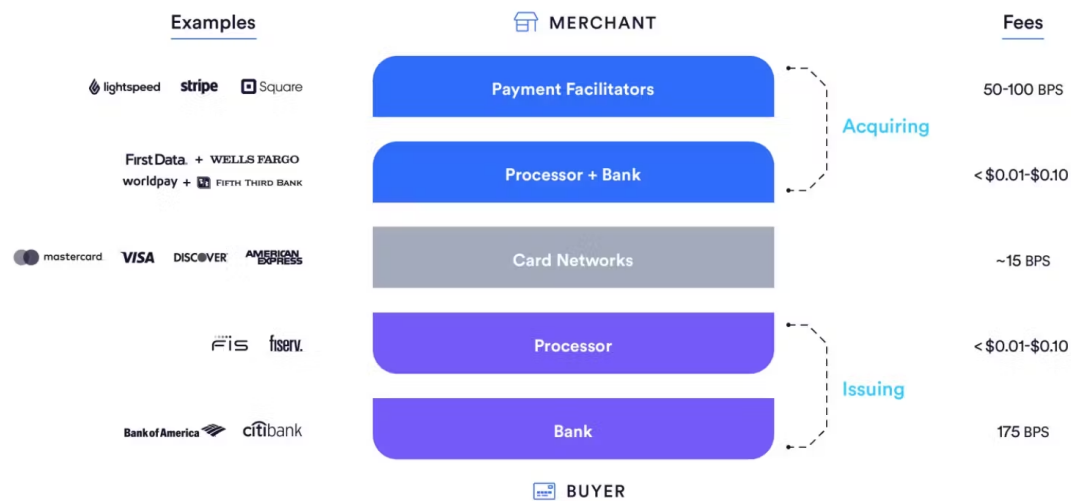 Examples
MERCHANT
Fees
lightspeed stripe Square
Payment Facilitators
50-100 BPS
Acquiring
First Data. + WELLS FARGO
worldpay + FIFTH THIRD BANK
Processor + Bank
< $0.01-$0.10
mastercard VISA DISCOVER AMERICAN EXPRESS
Card Networks
~15 BPS
FIS fiserv.
Processor
< $0.01-$0.10
Issuing
Bank of America citibank
Bank
175 BPS
BUYER